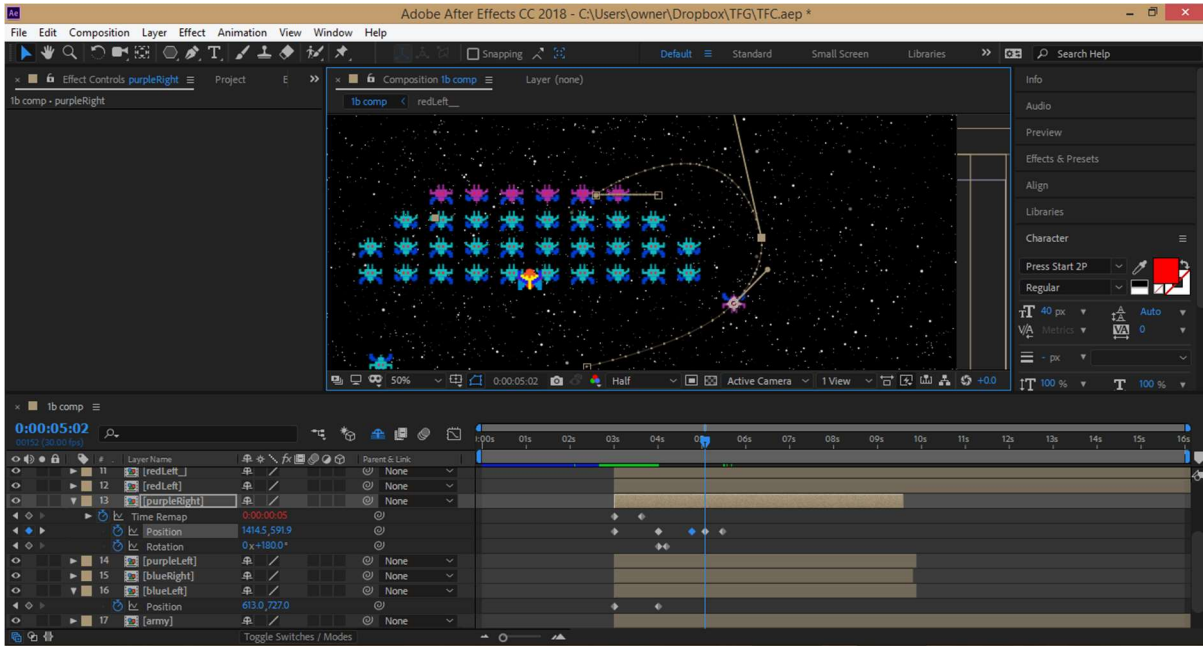 Ae Adobe After Effects CC 2018 - C:\Users\owner\Dropbox\TFG\TFC.aep *
File Edit Composition Layer Effect Animation View Window Help
Snapping Default Standard Small Screen Libraries Search Help
Effect Controls purpleRight Project E Composition 1b comp Layer (none) Info
1b comp • purpleRight 1b comp redLeft__
Audio
Preview
Effects & Presets
Align
Libraries
Character
Press Start 2P
Regular
40 px Auto
Metrics 0
- px
50% 0:00:05:02 Half Active Camera 1 View +0.0
100 % 100 %
1b comp
0:00:05:02
00152 (30.00 fps)
:00s 01s 02s 03s 04s 05s 06s 07s 08s 09s 10s 11s 12s 13s 14s 15s 16s
# . Layer Name Parent & Link
11 [redLeft_] None
12 [redLeft] None
13 [purpleRight] None
Time Remap 0:00:00:05
Position 1414.5,591.9
Rotation 0x+180.0°
14 [purpleLeft] None
15 [blueRight] None
16 [blueLeft] None
Position 613.0,727.0
17 [army] None
Toggle Switches / Modes